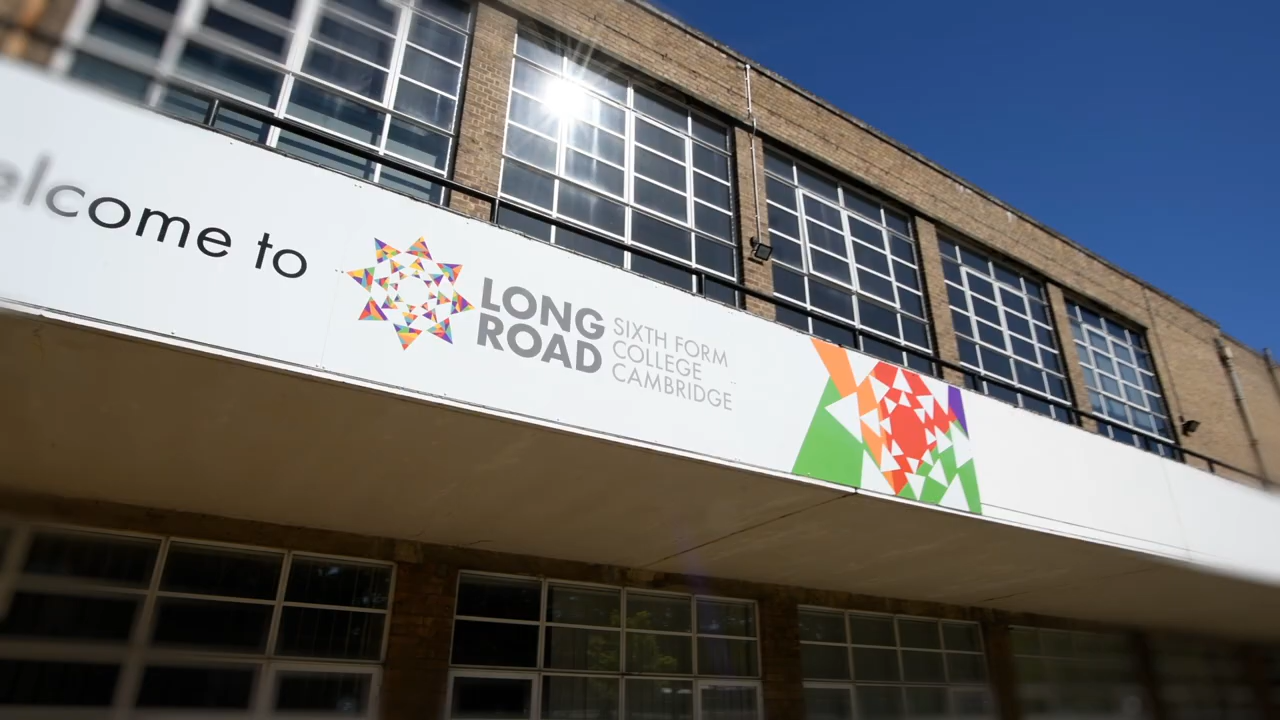 elcome to
LONG
ROAD
SIXTH FORM
COLLEGE
CAMBRIDGE